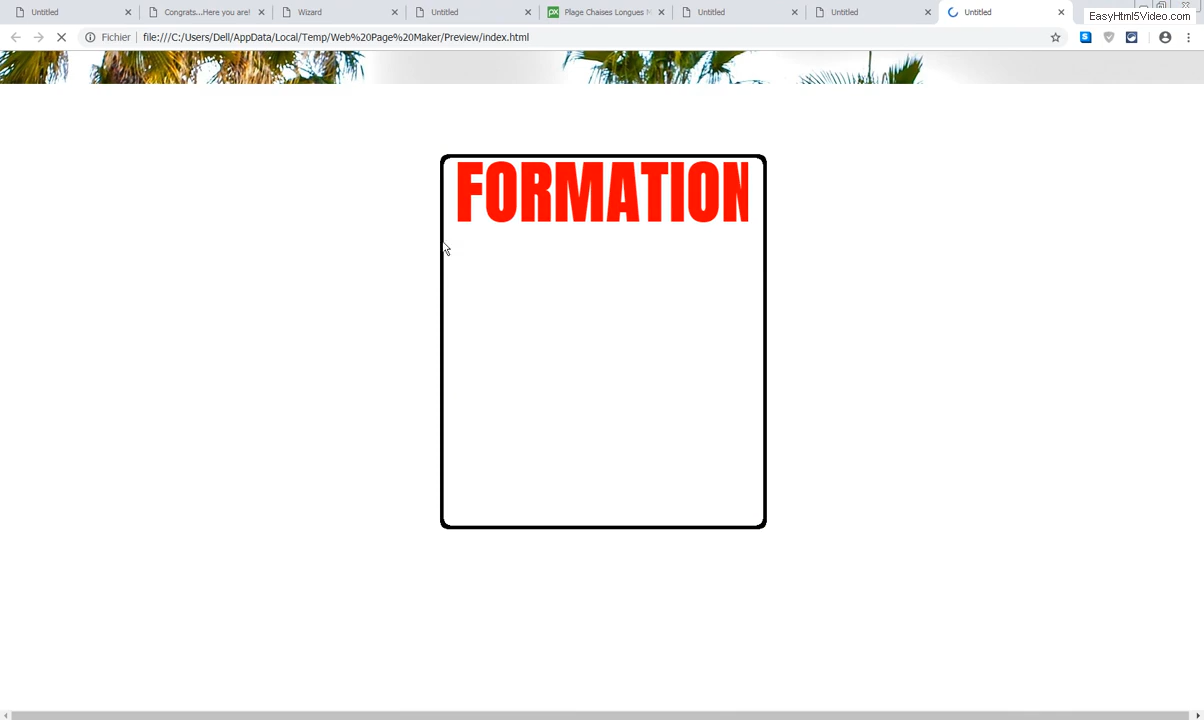 Untitled
Congrats...Here you are!
Wizard
Untitled
Plage Chaises Longues
Untitled
Untitled
Untitled
EasyHtml5Video.com
Fichier
file:///C:/Users/Dell/AppData/Local/Temp/Web%20Page%20Maker/Preview/index.html
FORMATION